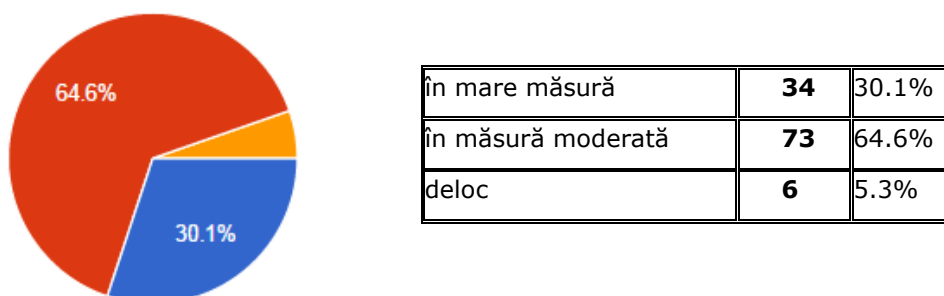 64.6%
30.1%
în mare măsură 34 30.1%
în măsură moderată 73 64.6%
deloc 6 5.3%